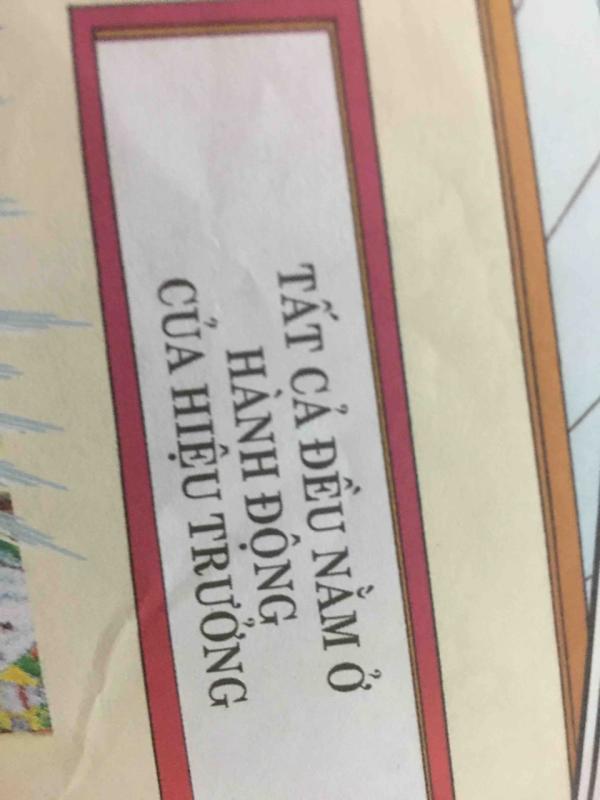 TẤT CẢ ĐỀU NẰM Ở
HÀNH ĐỘNG
CỦA HIỆU TRƯỞNG